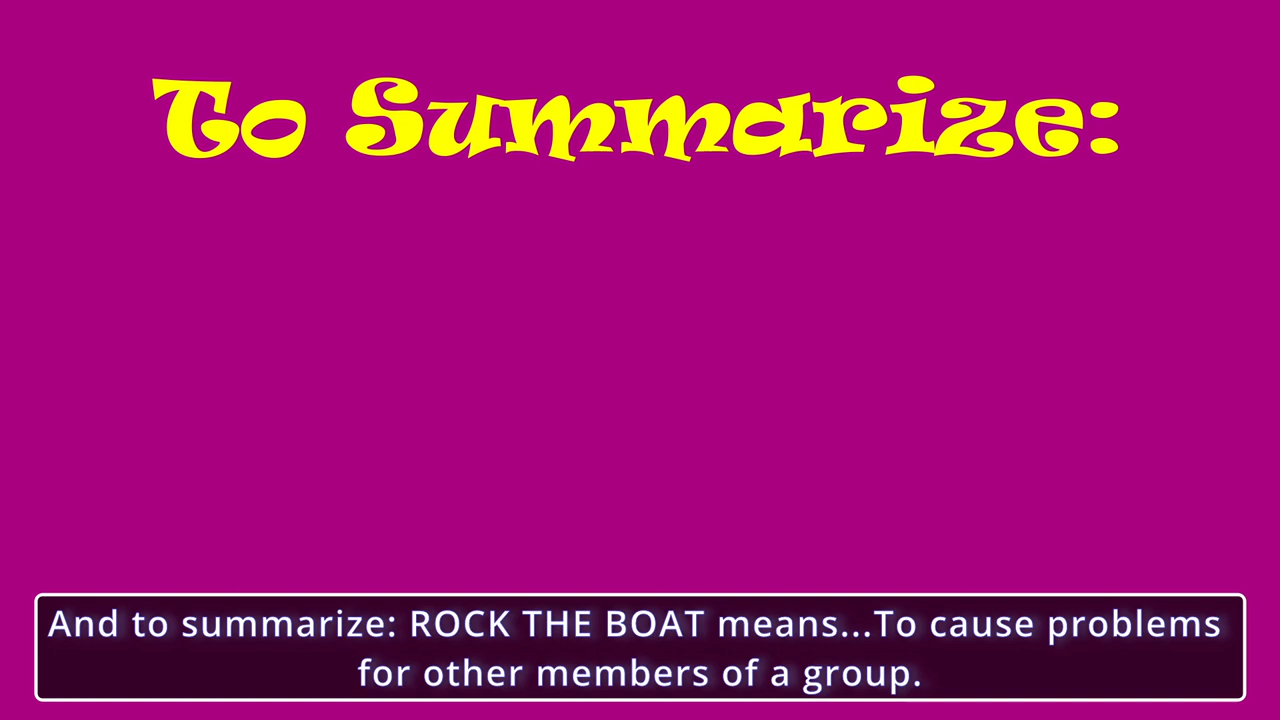 To Summarize:
And to summarize: ROCK THE BOAT means...To cause problems
for other members of a group.